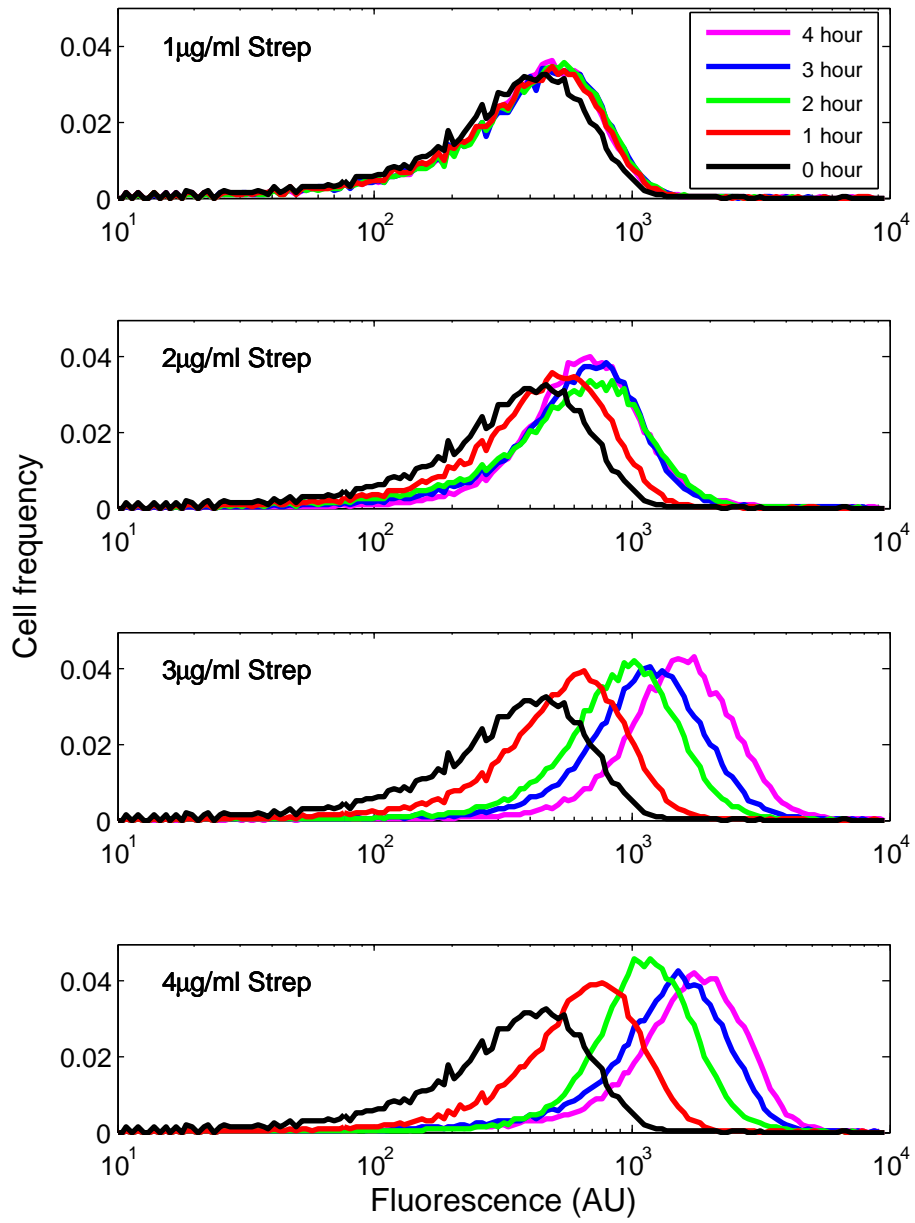 1μg/ml Strep
4 hour
3 hour
2 hour
1 hour
0 hour
0.04
0.02
0
10^1 10^2 10^3 10^4
2μg/ml Strep
0.04
0.02
0
10^1 10^2 10^3 10^4
Cell frequency
3μg/ml Strep
0.04
0.02
0
10^1 10^2 10^3 10^4
4μg/ml Strep
0.04
0.02
0
10^1 10^2 10^3 10^4
Fluorescence (AU)